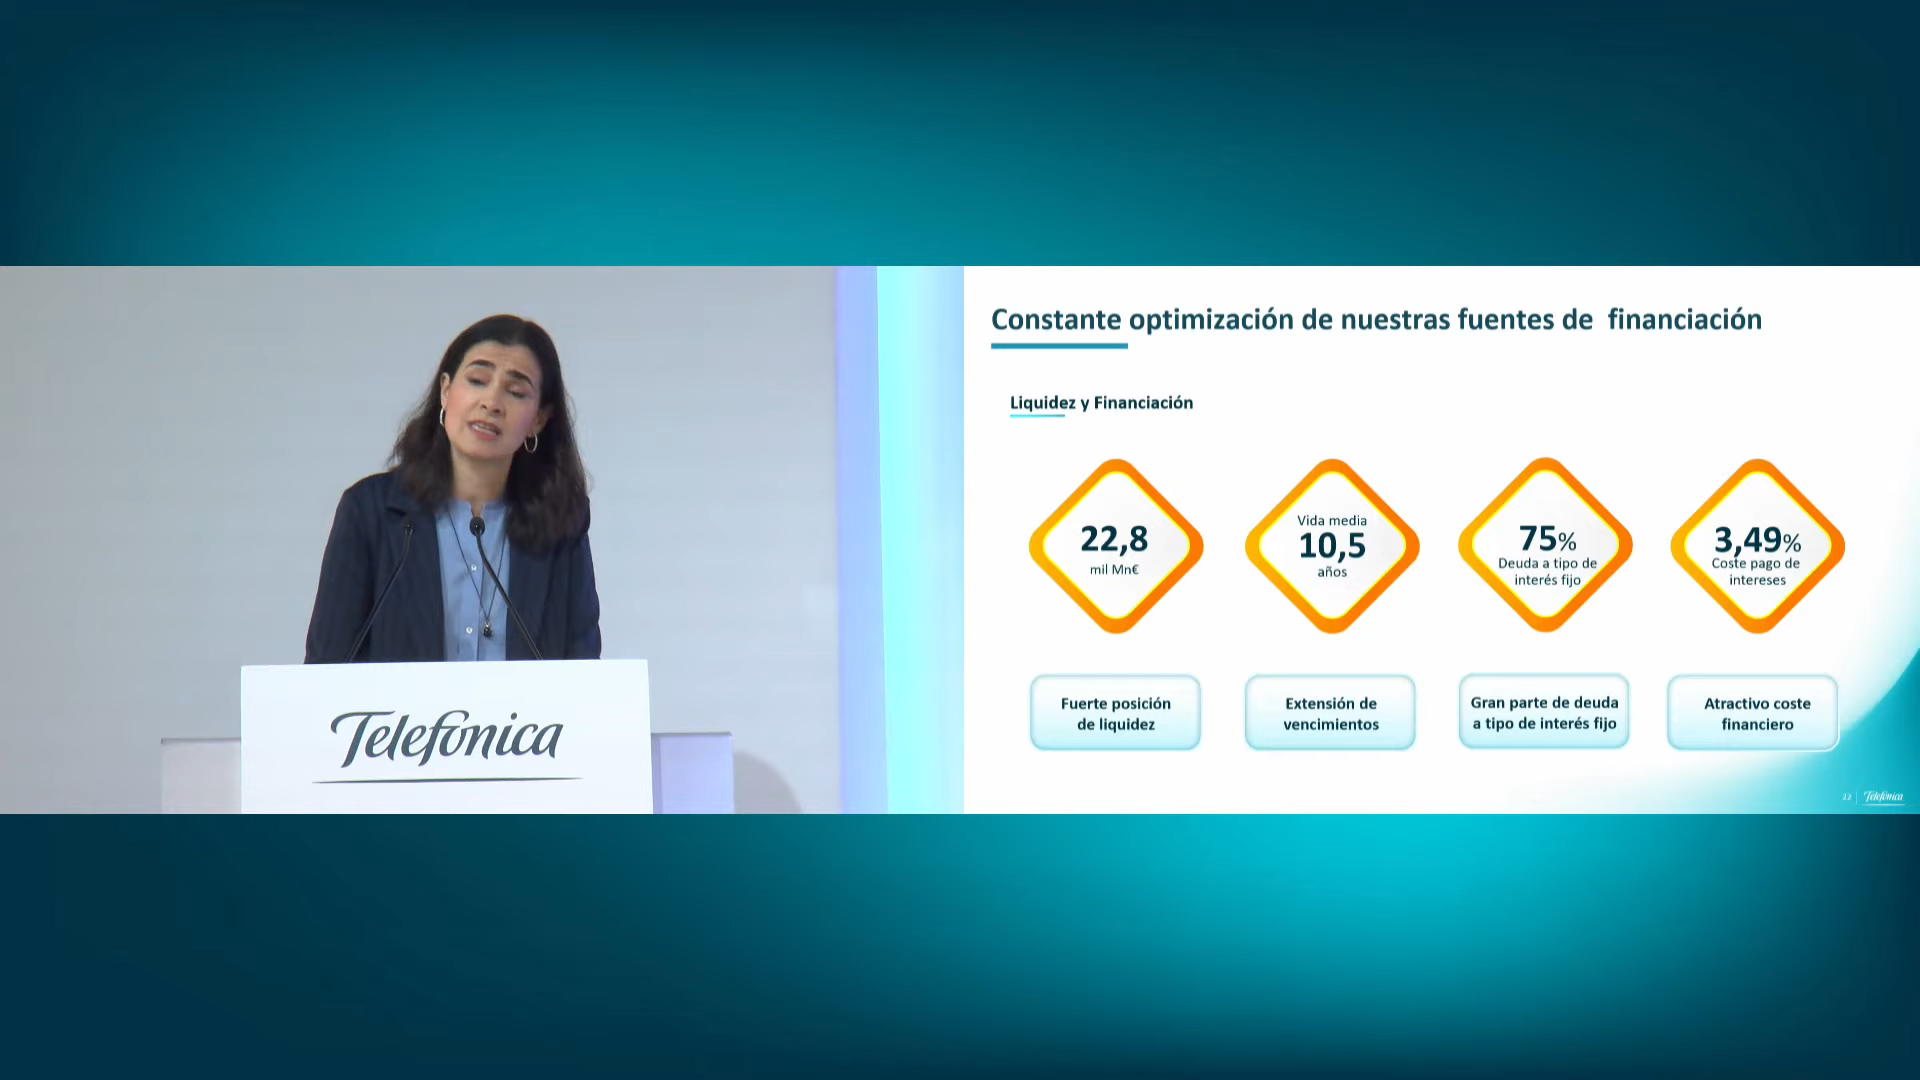 Telefónica
Constante optimización de nuestras fuentes de financiación
Liquidez y Financiación
22,8
mil Mn€
Vida media
10,5
años
75%
Deuda a tipo de
interés fijo
3,49%
Coste pago de
intereses
Fuerte posición
de liquidez
Extensión de
vencimientos
Gran parte de deuda
a tipo de interés fijo
Atractivo coste
financiero
22 | Telefónica